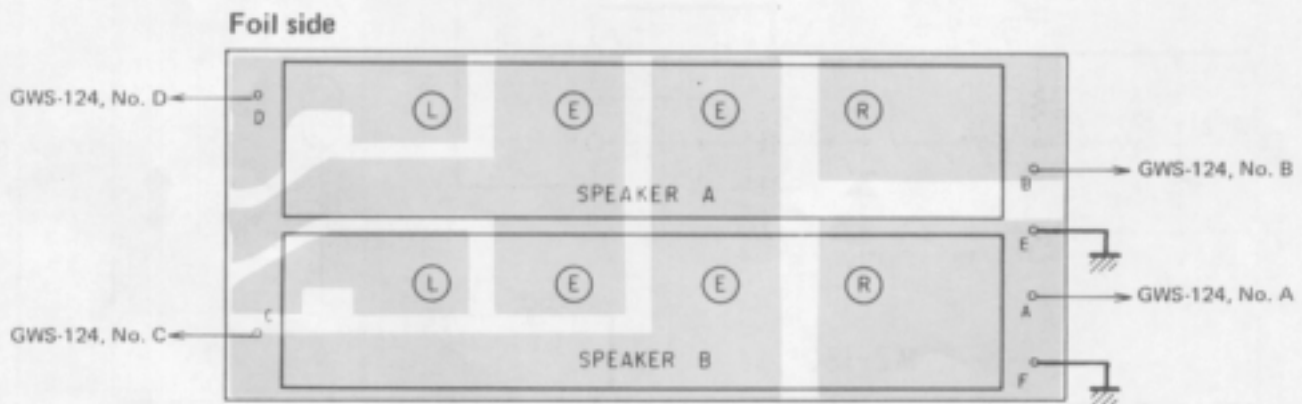 Foil side
GWS-124, No. D
D
L E E R
SPEAKER A
B
GWS-124, No. B
E
L E E R
A
GWS-124, No. A
C
GWS-124, No. C
SPEAKER B
F